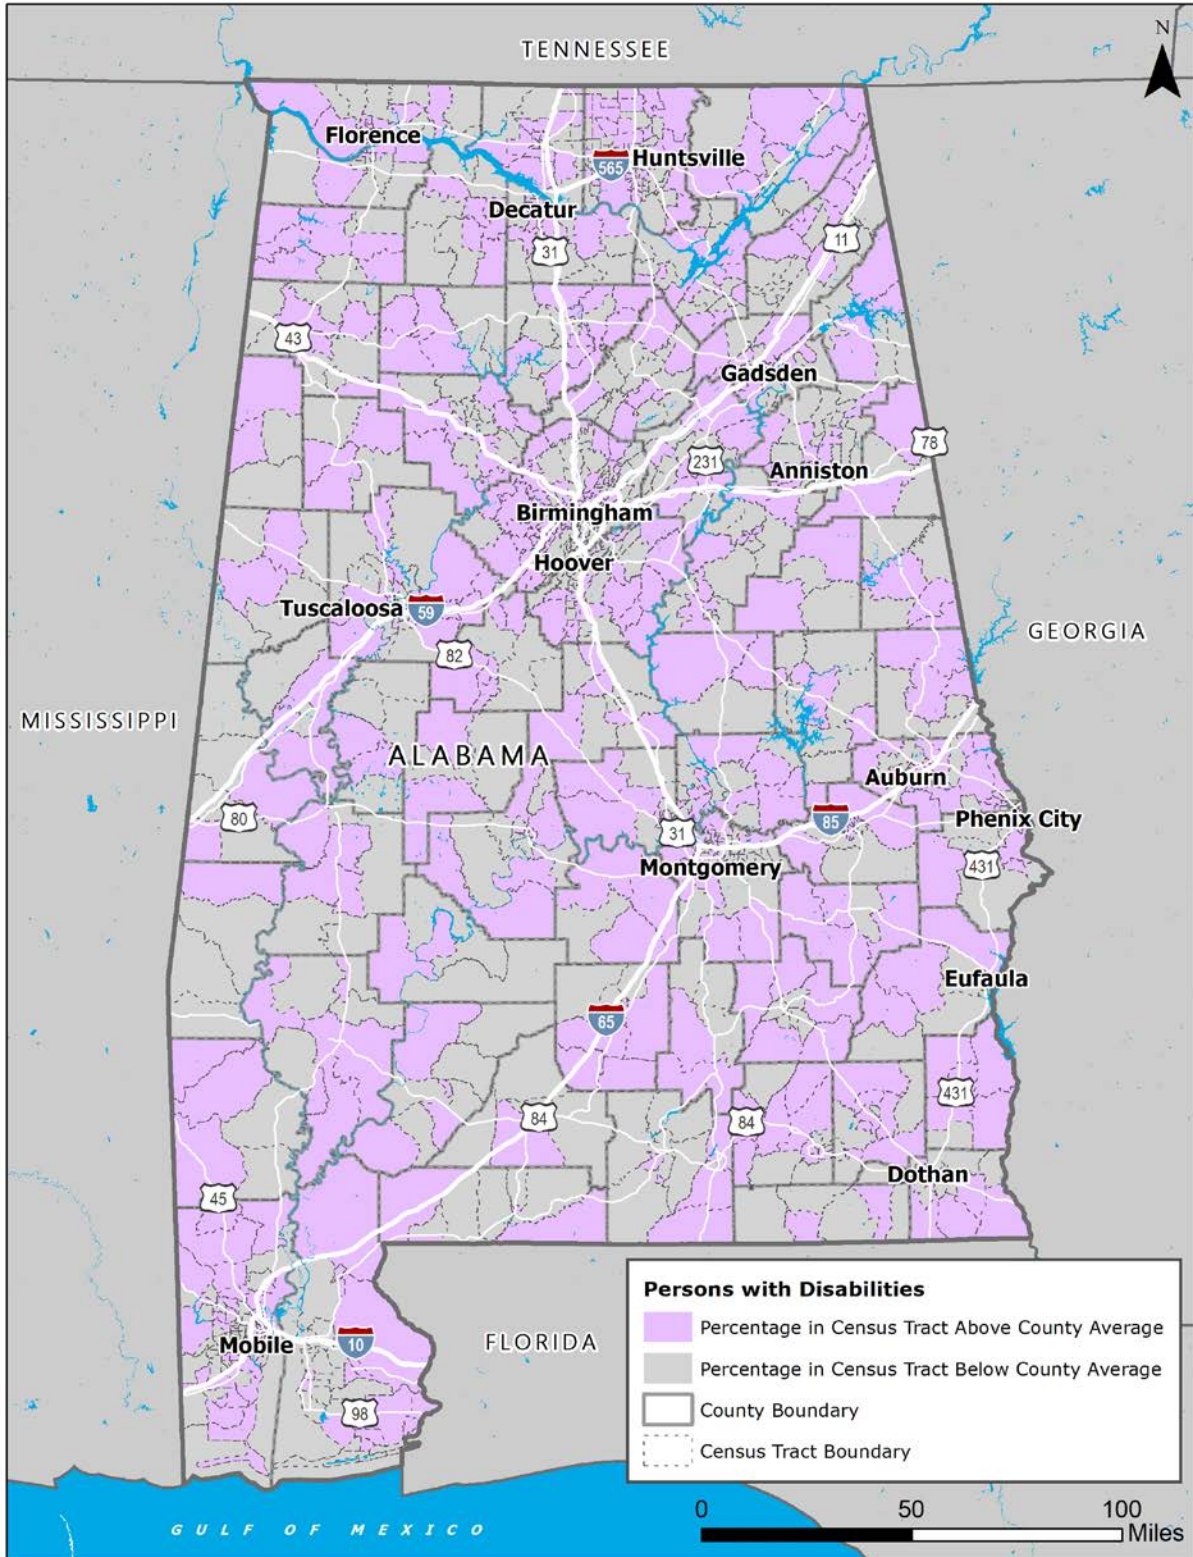 TENNESSEE
N
Florence
565
Huntsville
Decatur
31
11
43
Gadsden
78
231
Anniston
Birmingham
Hoover
Tuscaloosa
59
GEORGIA
82
MISSISSIPPI
ALABAMA
Auburn
80
31
85
Phenix City
Montgomery
431
Eufaula
65
431
84
84
Dothan
45
Mobile
10
FLORIDA
98
Persons with Disabilities
Percentage in Census Tract Above County Average
Percentage in Census Tract Below County Average
County Boundary
Census Tract Boundary
0 50 100
Miles
GULF OF MEXICO